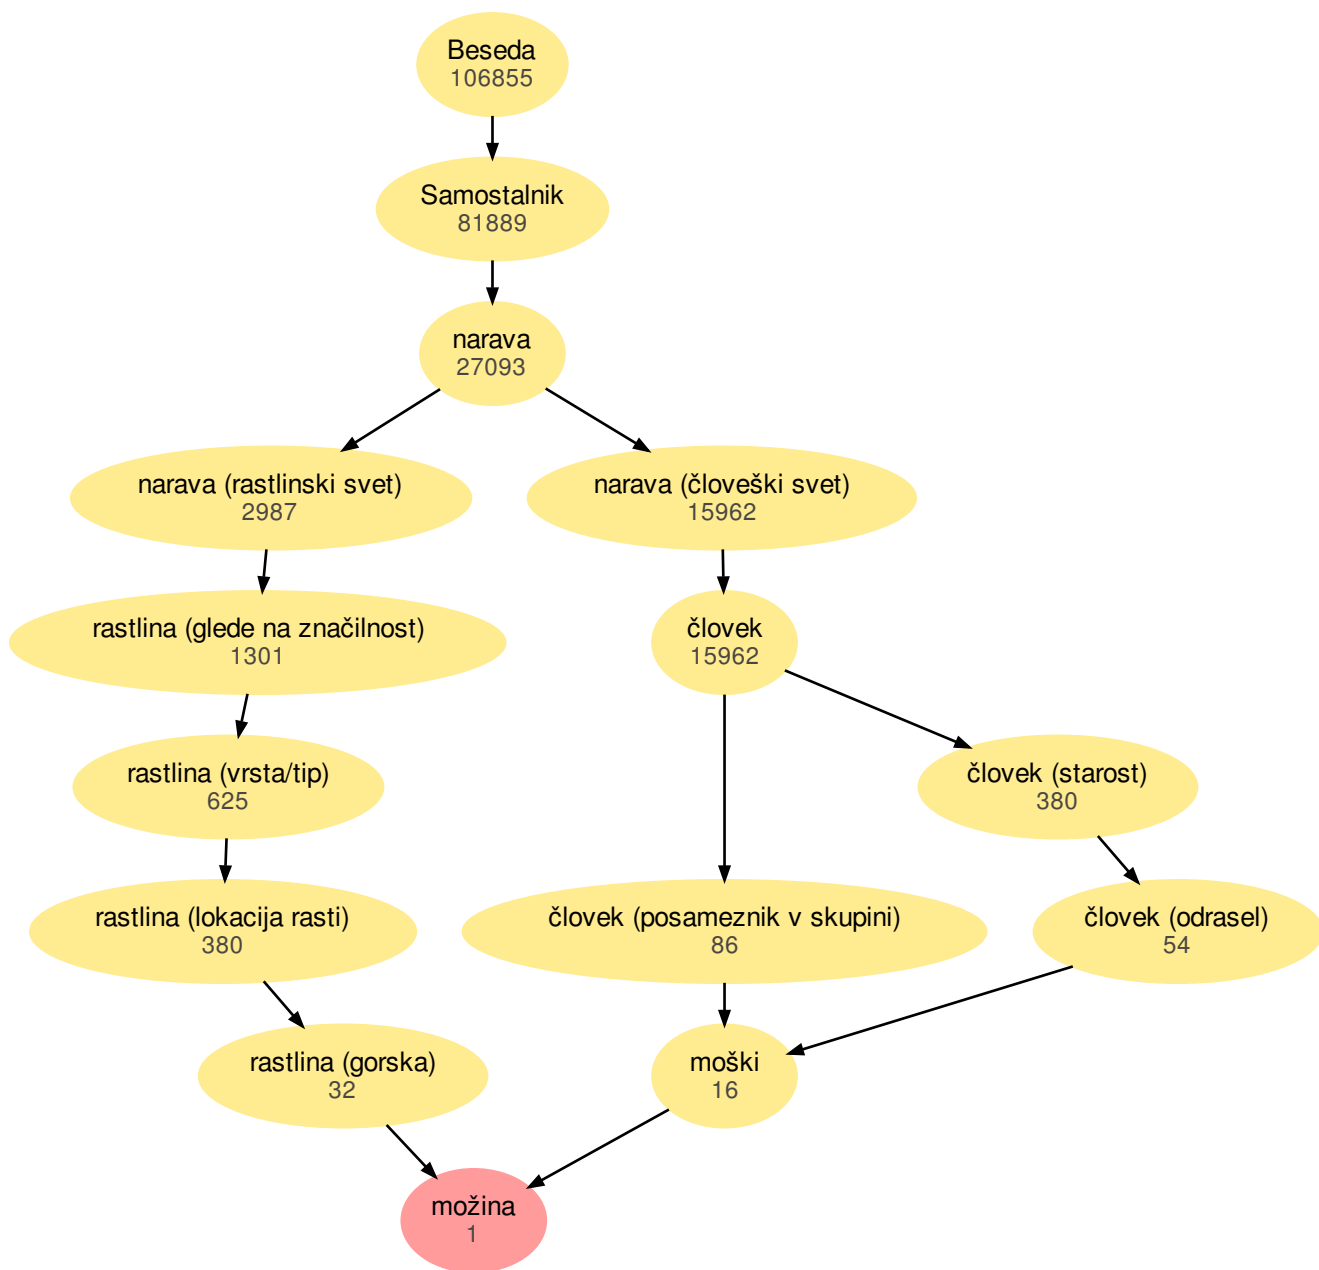 Beseda
106855
Samostalnik
81889
narava
27093
narava (rastlinski svet)
2987
narava (človeški svet)
15962
rastlina (glede na značilnost)
1301
človek
15962
rastlina (vrsta/tip)
625
človek (starost)
380
rastlina (lokacija rasti)
380
človek (posameznik v skupini)
86
človek (odrasel)
54
rastlina (gorska)
32
moški
16
možina
1